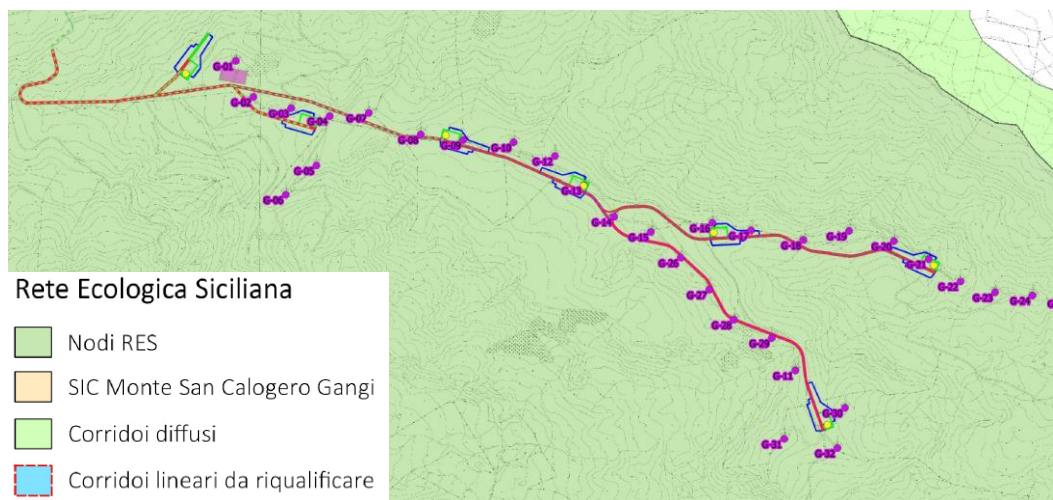 G-01
G-02
G-03
G-04
G-07
G-08
G-09
G-10
G-12
G-05
G-13
G-06
G-14
G-15
G-16
G-17
G-18
G-19
G-20
G-26
G-21
G-22
G-23
G-24
G-27
G-28
G-29
G-11
G-30
G-31
G-32
Rete Ecologica Siciliana
Nodi RES
SIC Monte San Calogero Gangi
Corridoi diffusi
Corridoi lineari da riqualificare